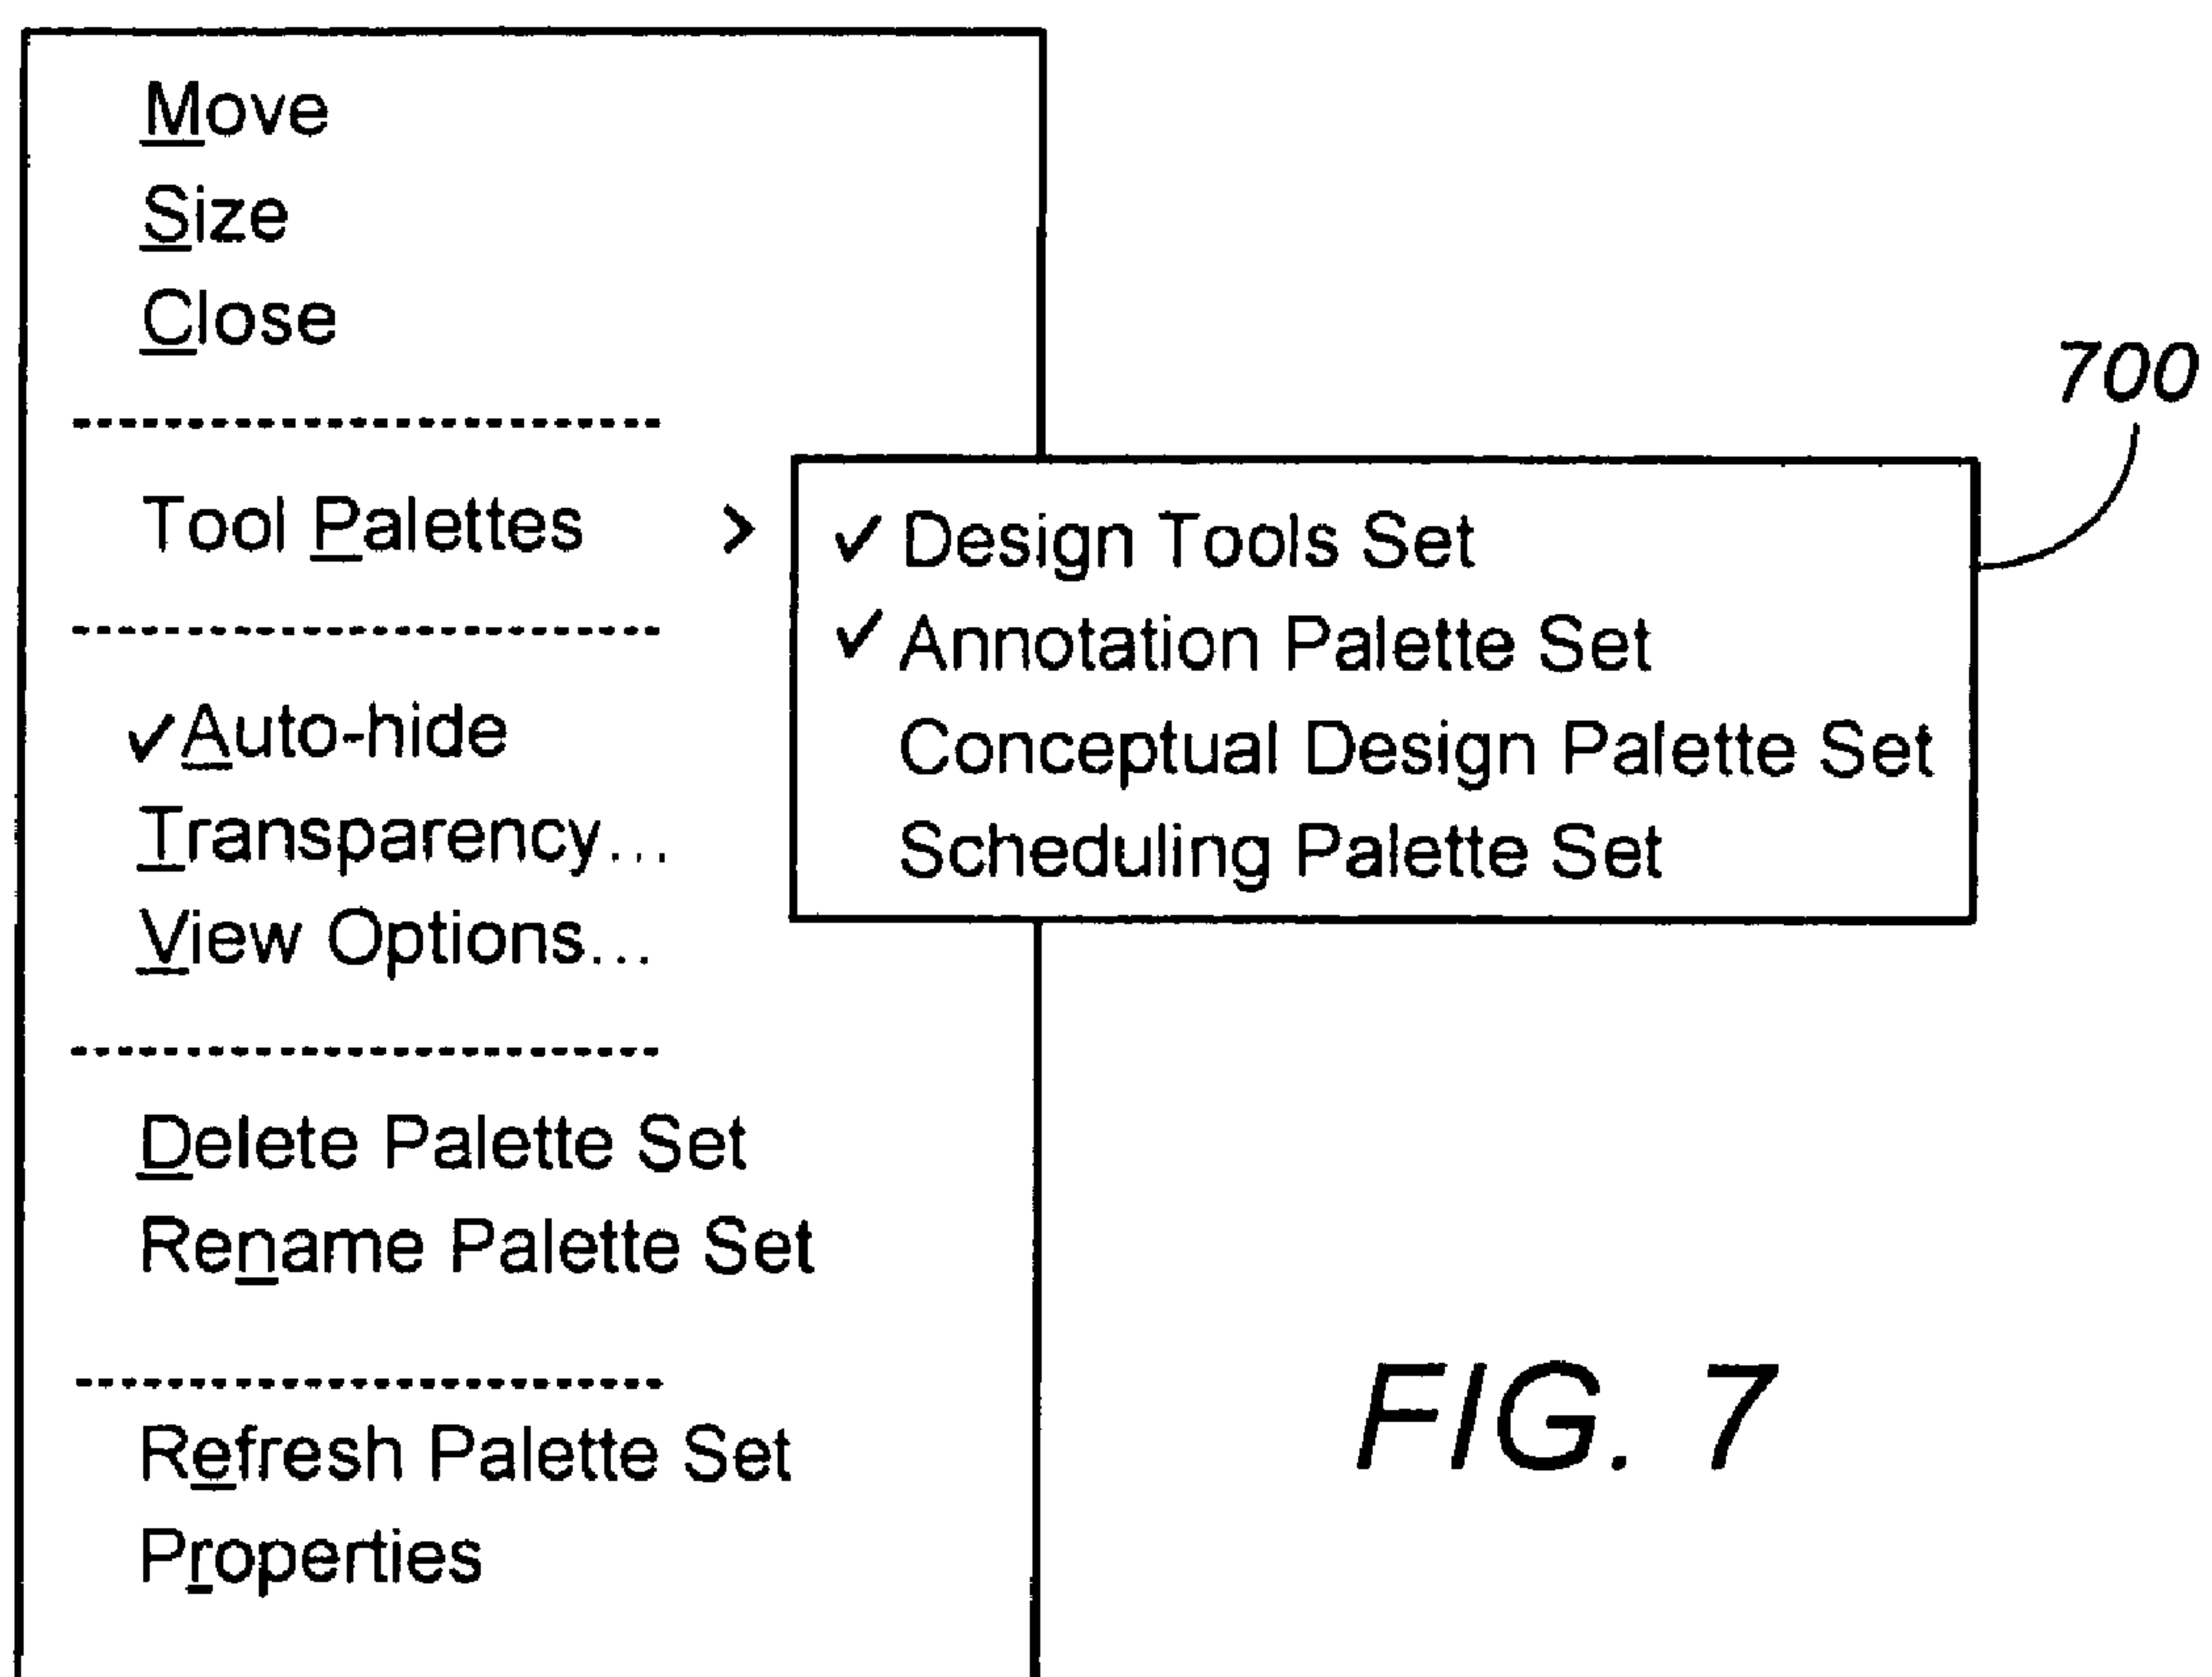 Move
Size
Close
Tool Palettes >
✓ Design Tools Set
✓ Annotation Palette Set
Conceptual Design Palette Set
Scheduling Palette Set
700
✓ Auto-hide
Transparency...
View Options...
Delete Palette Set
Rename Palette Set
Refresh Palette Set
Properties
FIG. 7